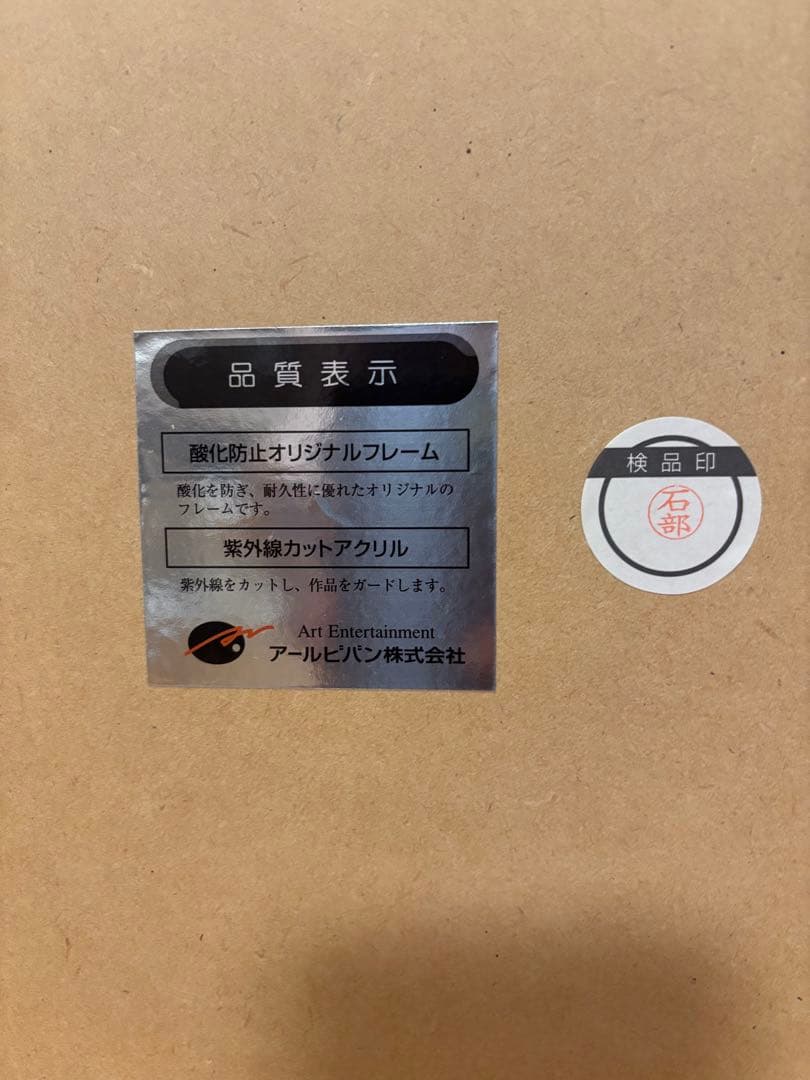 品質表示
酸化防止オリジナルフレーム
酸化を防ぎ、耐久性に優れたオリジナルの
フレームです。
紫外線カットアクリル
紫外線をカットし、作品をガードします。
Art Entertainment
アールビバン株式会社
検品印
石部